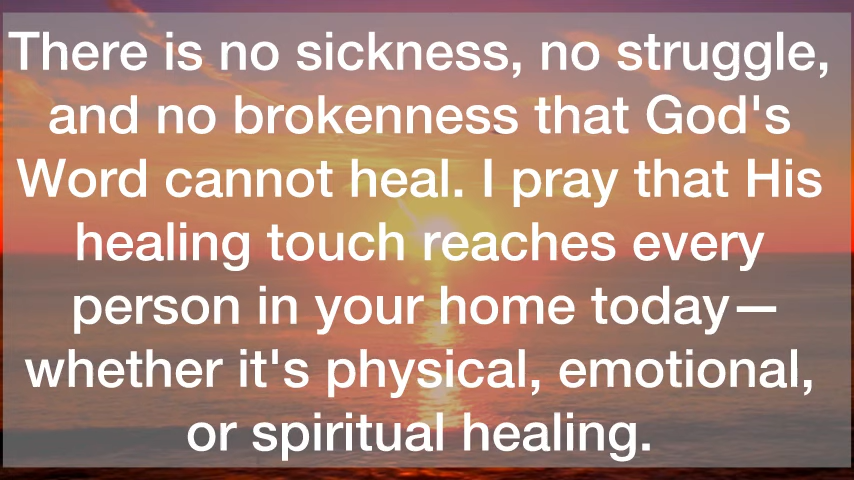 There is no sickness, no struggle,
and no brokenness that God's
Word cannot heal. I pray that His
healing touch reaches every
person in your home today—
whether it's physical, emotional,
or spiritual healing.